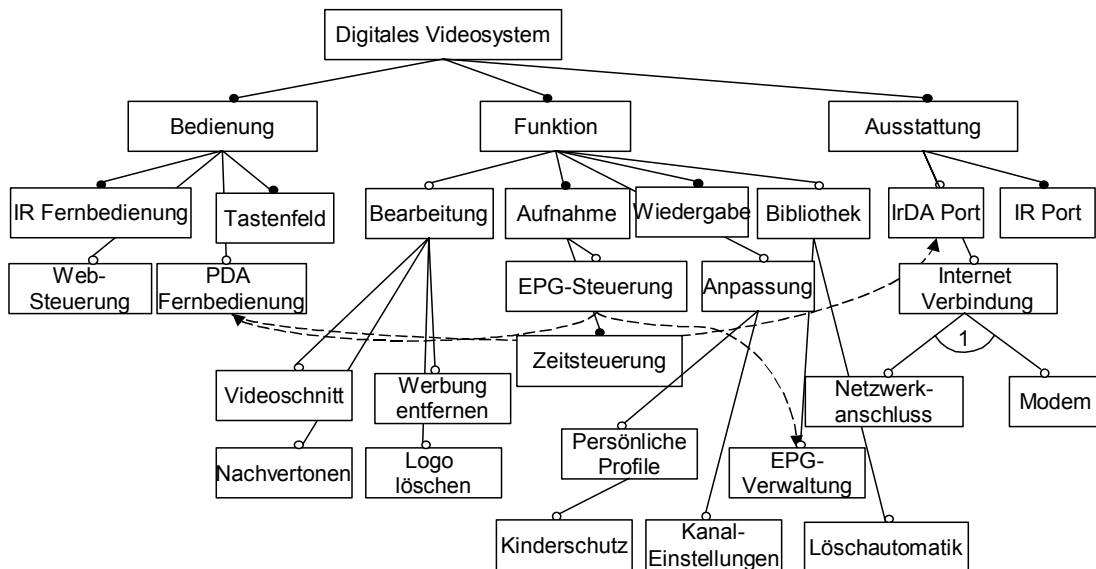 Digitales Videosystem
Bedienung
Funktion
Ausstattung
IR Fernbedienung
Tastenfeld
Bearbeitung
Aufnahme
Wiedergabe
Bibliothek
IrDA Port
IR Port
Web-
Steuerung
PDA
Fernbedienung
EPG-Steuerung
Anpassung
Internet
Verbindung
1
Zeitsteuerung
Videoschnitt
Werbung
entfernen
Netzwerk-
anschluss
Modem
Nachvertonen
Logo
löschen
Persönliche
Profile
EPG-
Verwaltung
Kinderschutz
Kanal-
Einstellungen
Löschautomatik